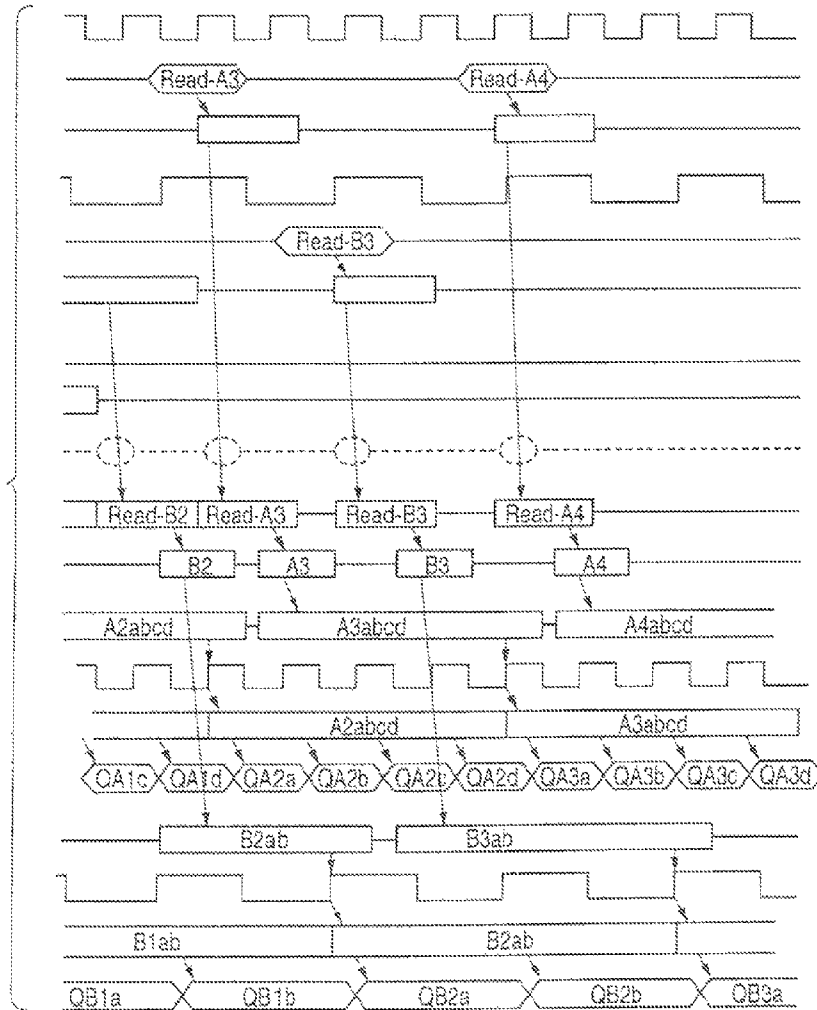 Read-A3 Read-A4
Read-B3
Read-B2 Read-A3 Read-B3 Read-A4
B2 A3 B3 A4
A2abcd A3abcd A4abcd
A2abcd A3abcd
QA1c QA1d QA2a QA2b QA2c QA2d QA3a QA3b QA3c QA3d
B2ab B3ab
B1ab B2ab
QB1a QB1b QB2a QB2b QB3a